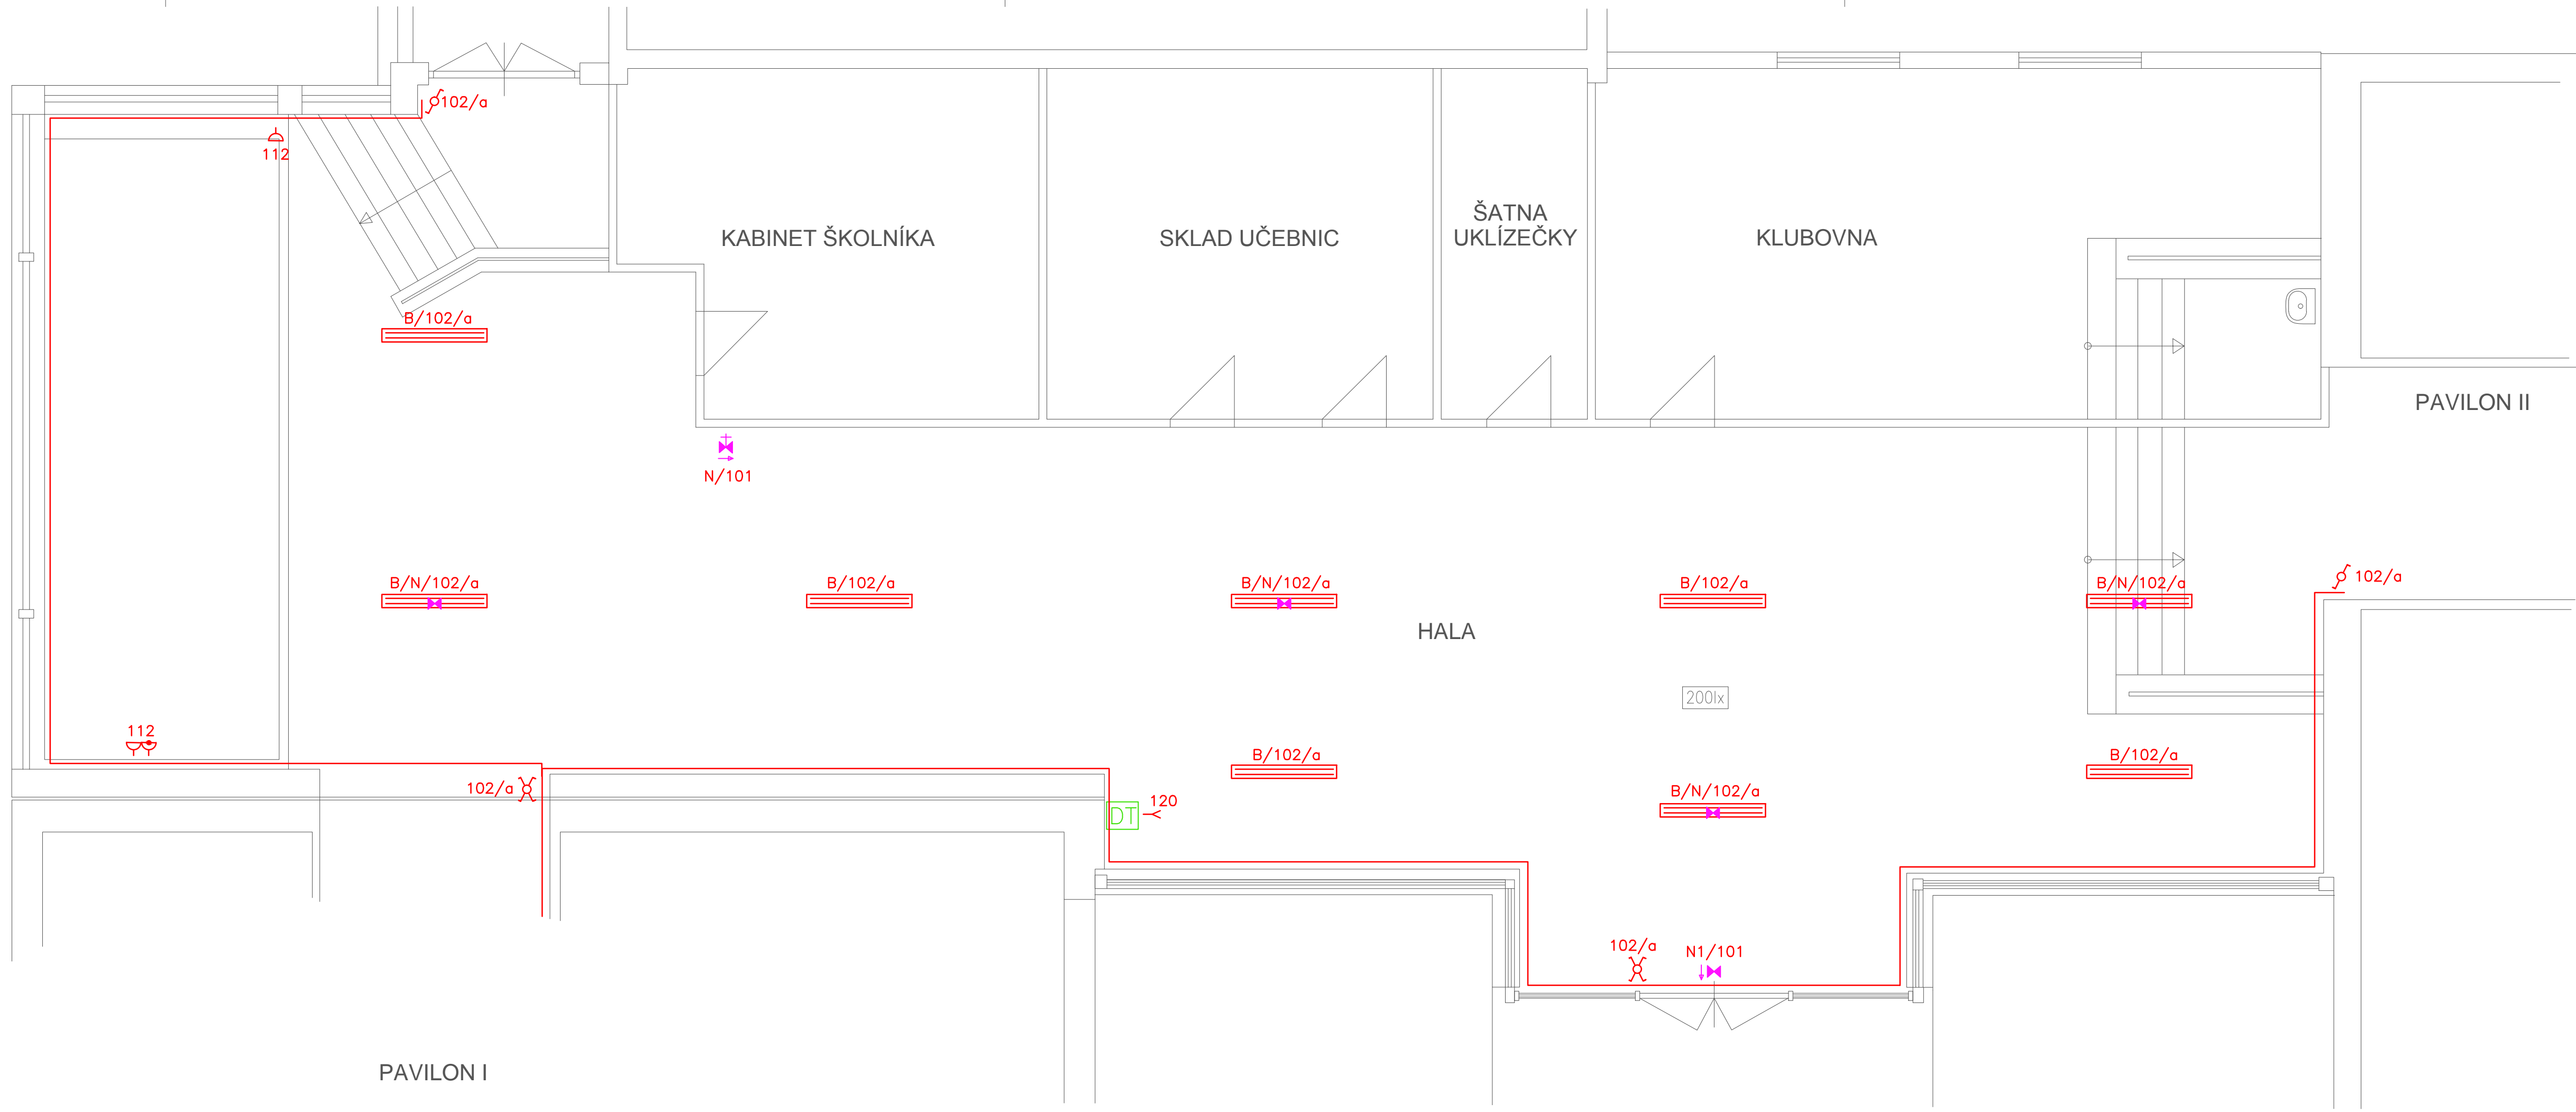 102/a
112
KABINET ŠKOLNÍKA
SKLAD UČEBNIC
ŠATNA
UKLÍZEČKY
KLUBOVNA
B/102/a
PAVILON II
N/101
B/N/102/a
B/102/a
B/N/102/a
B/102/a
B/N/102/a
102/a
HALA
200lx
112
102/a
B/102/a
B/102/a
DT
120
B/N/102/a
102/a
N1/101
PAVILON I